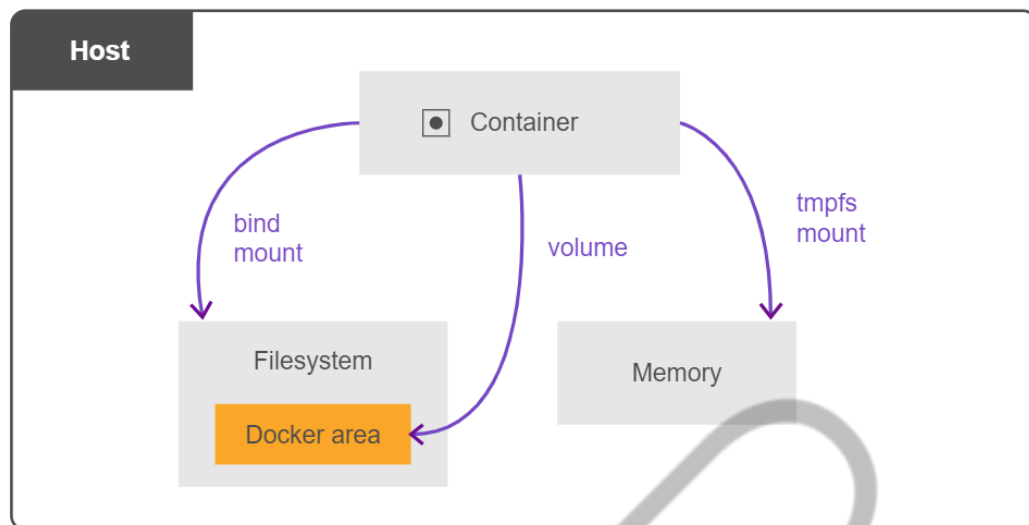 Host
Container
bind
mount
volume
tmpfs
mount
Filesystem
Memory
Docker area